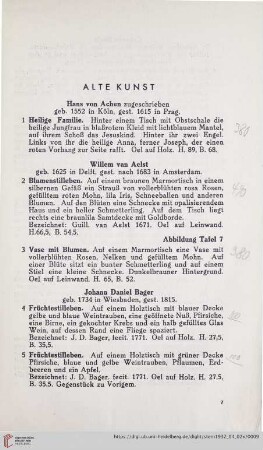 ALTE KUNST
Hans von Achen zugeschrieben
geb. 1552 in Köln, gest. 1615 in Prag.
1 Heilige Familie. Hinter einem Tisch mit Obstschale die
heilige Jungfrau in blaßrotem Kleid mit lichtblauem Mantel,
auf ihrem Schoß das Jesuskind. Hinter ihr zwei Engel.
Links von ihr die heilige Anna, ferner Joseph, der einen
roten Vorhang zur Seite rafft. Oel auf Holz. H. 89, B. 68.
Willem van Aelst
geb. 1625 in Delft, gest. nach 1683 in Amsterdam.
2 Blumenstilleben. Auf einem braunen Marmortisch in einem
silbernen Gefäß ein Strauß von vollerblühten rosa Rosen,
gefülltem rotem Mohn, lila Iris, Schneeballen und anderen
Blumen. Auf den Blüten eine Schnecke mit opalisierendem
Haus und ein heller Schmetterling. Auf dem Tisch liegt
rechts eine braunlila Samtdecke mit Goldborde.
Bezeichnet: Guill. van Aelst 1671. Oel auf Leinwand.
H.66,5, B. 54,5.
Abbildung Tafel 7
3 Vase mit Blumen. Auf einem Marmortisch eine Vase mit
vollerblühten Rosen, Nelken und gefülltem Mohn. Auf
einer Blüte sitzt ein bunter Schmetterling und auf einem
Stiel eine kleine Schnecke. Dunkelbrauner Hintergrund.
Oel auf Leinwand. H. 65, B. 52.
Johann Daniel Bager
geb. 1734 in Wiesbaden, gest. 1815.
4 Früchtestilleben. Auf einem Holztisch mit blauer Decke
gelbe und blaue Weintrauben, eine geöffnete Nuß, Pfirsiche,
eine Birne, ein gekochter Krebs und ein halb gefülltes Glas
Wein, auf dessen Rand eine Fliege spaziert.
Bezeichnet: J. D. Bager, fecit. 1771. Oel auf Holz. H. 27,5,
B. 35,5.
5 Früchtestilleben. Auf einem Holztisch mit grüner Decke
Pfirsiche, blaue und gelbe Weintrauben, Pflaumen, Erd-
beeren und ein Apfel.
Bezeichnet: J. D. Bager, fecit. 1771. Oel auf Holz. H. 27,5,
B. 35,5. Gegenstück zu Vorigem.